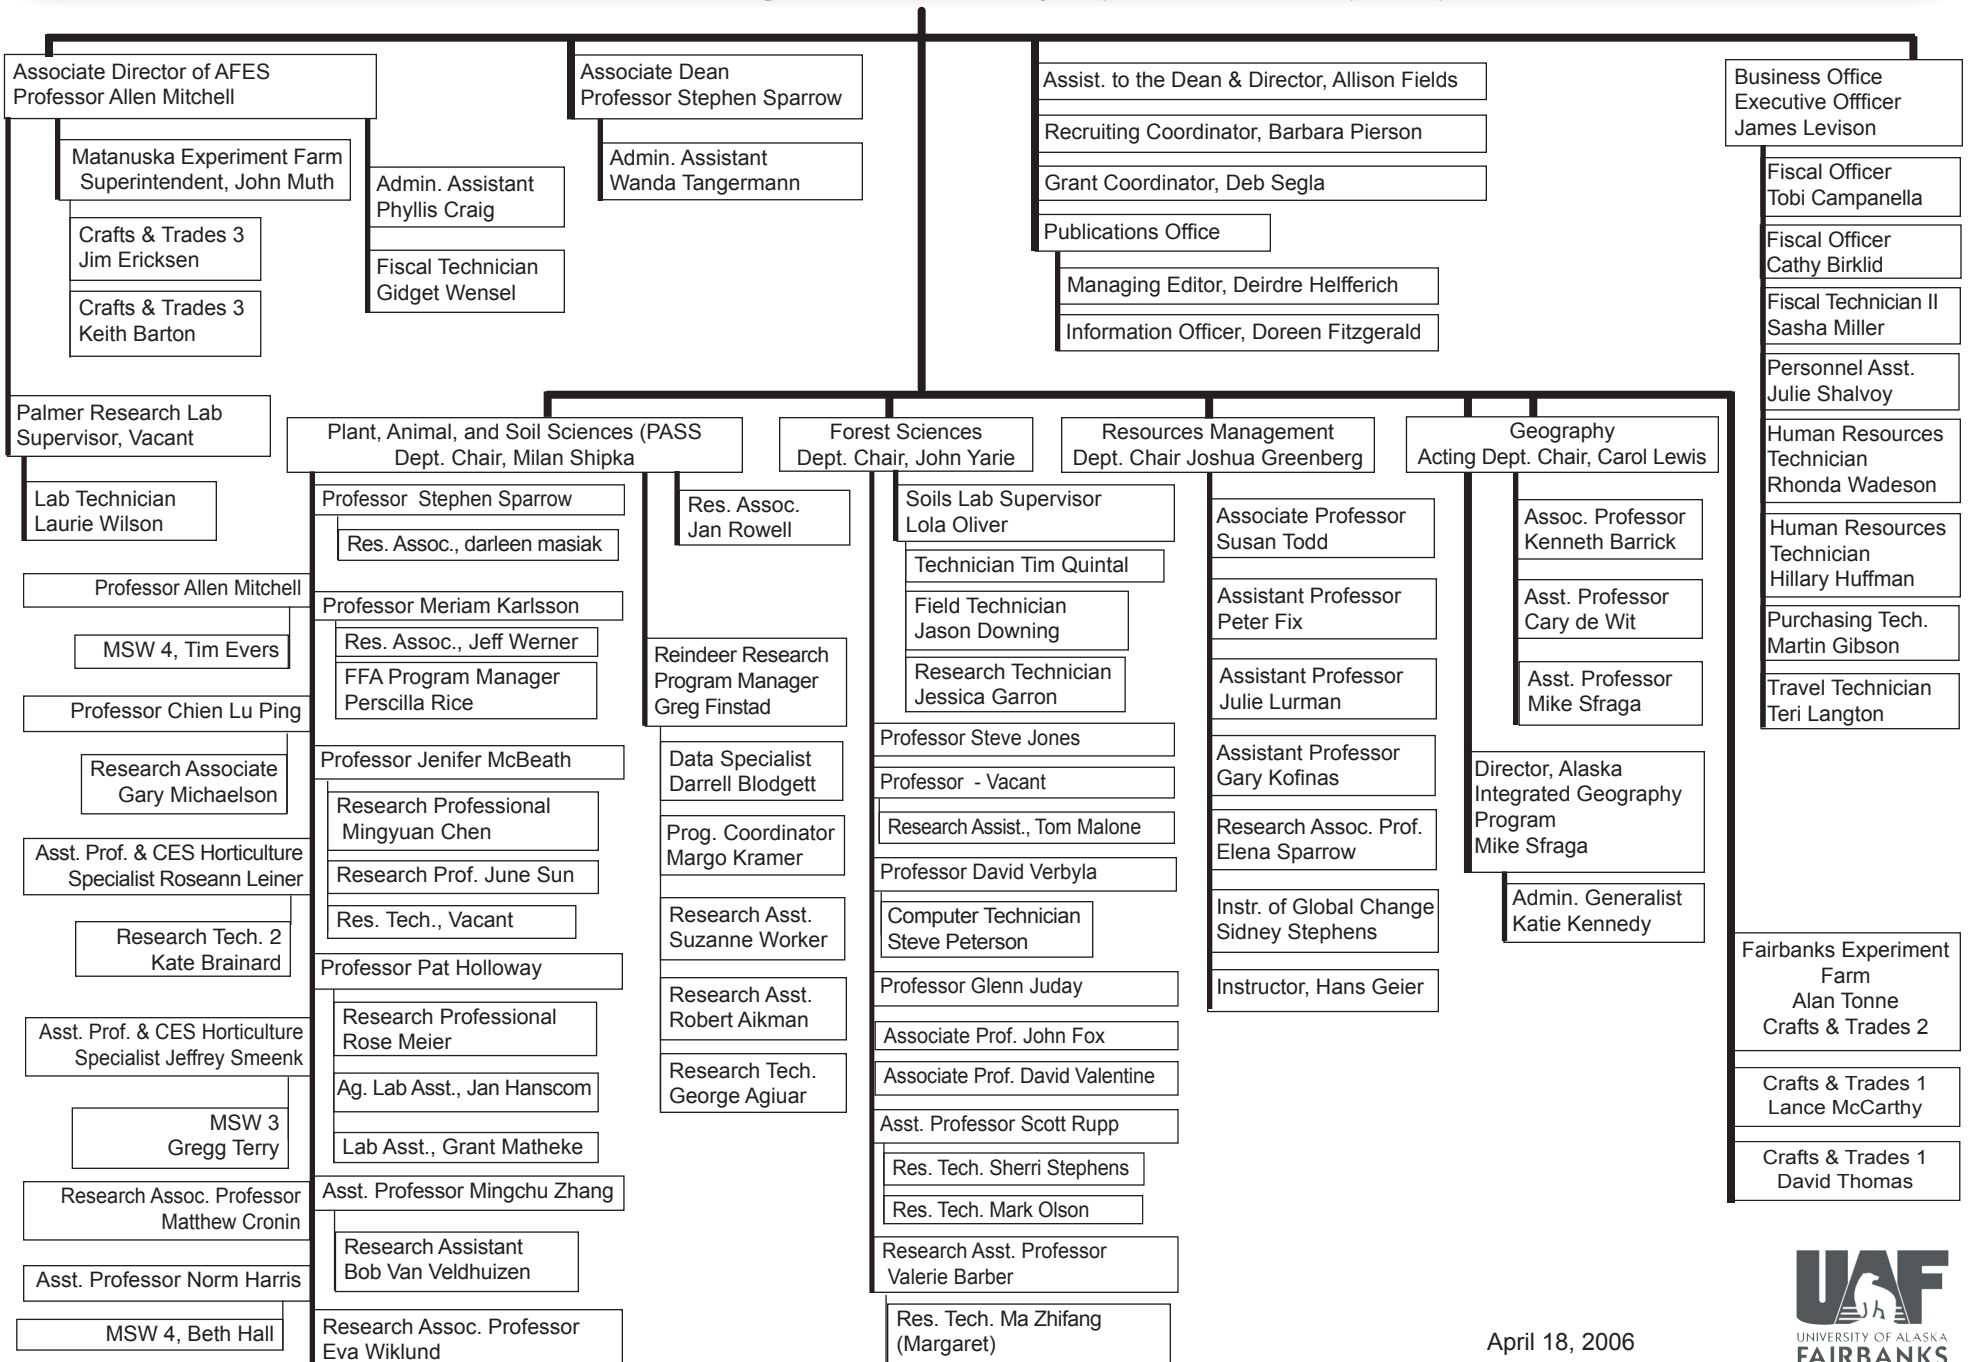 Associate Director of AFES
Professor Allen Mitchell
Matanuska Experiment Farm
Superintendent, John Muth
Crafts & Trades 3
Jim Ericksen
Crafts & Trades 3
Keith Barton
Admin. Assistant
Phyllis Craig
Fiscal Technician
Gidget Wensel
Palmer Research Lab
Supervisor, Vacant
Lab Technician
Laurie Wilson
Associate Dean
Professor Stephen Sparrow
Admin. Assistant
Wanda Tangermann
Assist. to the Dean & Director, Allison Fields
Recruiting Coordinator, Barbara Pierson
Grant Coordinator, Deb Segla
Publications Office
Managing Editor, Deirdre Helfferich
Information Officer, Doreen Fitzgerald
Business Office
Executive Offficer
James Levison
Fiscal Officer
Tobi Campanella
Fiscal Officer
Cathy Birklid
Fiscal Technician II
Sasha Miller
Personnel Asst.
Julie Shalvoy
Human Resources
Technician
Rhonda Wadeson
Human Resources
Technician
Hillary Huffman
Purchasing Tech.
Martin Gibson
Travel Technician
Teri Langton
Plant, Animal, and Soil Sciences (PASS
Dept. Chair, Milan Shipka
Professor Allen Mitchell
MSW 4, Tim Evers
Professor Chien Lu Ping
Research Associate
Gary Michaelson
Asst. Prof. & CES Horticulture
Specialist Roseann Leiner
Research Tech. 2
Kate Brainard
Asst. Prof. & CES Horticulture
Specialist Jeffrey Smeenk
MSW 3
Gregg Terry
Research Assoc. Professor
Matthew Cronin
Asst. Professor Norm Harris
MSW 4, Beth Hall
Professor Stephen Sparrow
Res. Assoc., darleen masiak
Professor Meriam Karlsson
Res. Assoc., Jeff Werner
FFA Program Manager
Perscilla Rice
Professor Jenifer McBeath
Research Professional
Mingyuan Chen
Research Prof. June Sun
Res. Tech., Vacant
Professor Pat Holloway
Research Professional
Rose Meier
Ag. Lab Asst., Jan Hanscom
Lab Asst., Grant Matheke
Asst. Professor Mingchu Zhang
Research Assistant
Bob Van Veldhuizen
Research Assoc. Professor
Eva Wiklund
Res. Assoc.
Jan Rowell
Reindeer Research
Program Manager
Greg Finstad
Data Specialist
Darrell Blodgett
Prog. Coordinator
Margo Kramer
Research Asst.
Suzanne Worker
Research Asst.
Robert Aikman
Research Tech.
George Agiuar
Forest Sciences
Dept. Chair, John Yarie
Soils Lab Supervisor
Lola Oliver
Technician Tim Quintal
Field Technician
Jason Downing
Research Technician
Jessica Garron
Professor Steve Jones
Professor - Vacant
Research Assist., Tom Malone
Professor David Verbyla
Computer Technician
Steve Peterson
Professor Glenn Juday
Associate Prof. John Fox
Associate Prof. David Valentine
Asst. Professor Scott Rupp
Res. Tech. Sherri Stephens
Res. Tech. Mark Olson
Research Asst. Professor
Valerie Barber
Res. Tech. Ma Zhifang
(Margaret)
Resources Management
Dept. Chair Joshua Greenberg
Associate Professor
Susan Todd
Assistant Professor
Peter Fix
Assistant Professor
Julie Lurman
Assistant Professor
Gary Kofinas
Research Assoc. Prof.
Elena Sparrow
Instr. of Global Change
Sidney Stephens
Instructor, Hans Geier
Geography
Acting Dept. Chair, Carol Lewis
Assoc. Professor
Kenneth Barrick
Asst. Professor
Cary de Wit
Asst. Professor
Mike Sfraga
Director, Alaska
Integrated Geography
Program
Mike Sfraga
Admin. Generalist
Katie Kennedy
Fairbanks Experiment
Farm
Alan Tonne
Crafts & Trades 2
Crafts & Trades 1
Lance McCarthy
Crafts & Trades 1
David Thomas
April 18, 2006
UAF
UNIVERSITY OF ALASKA
FAIRBANKS